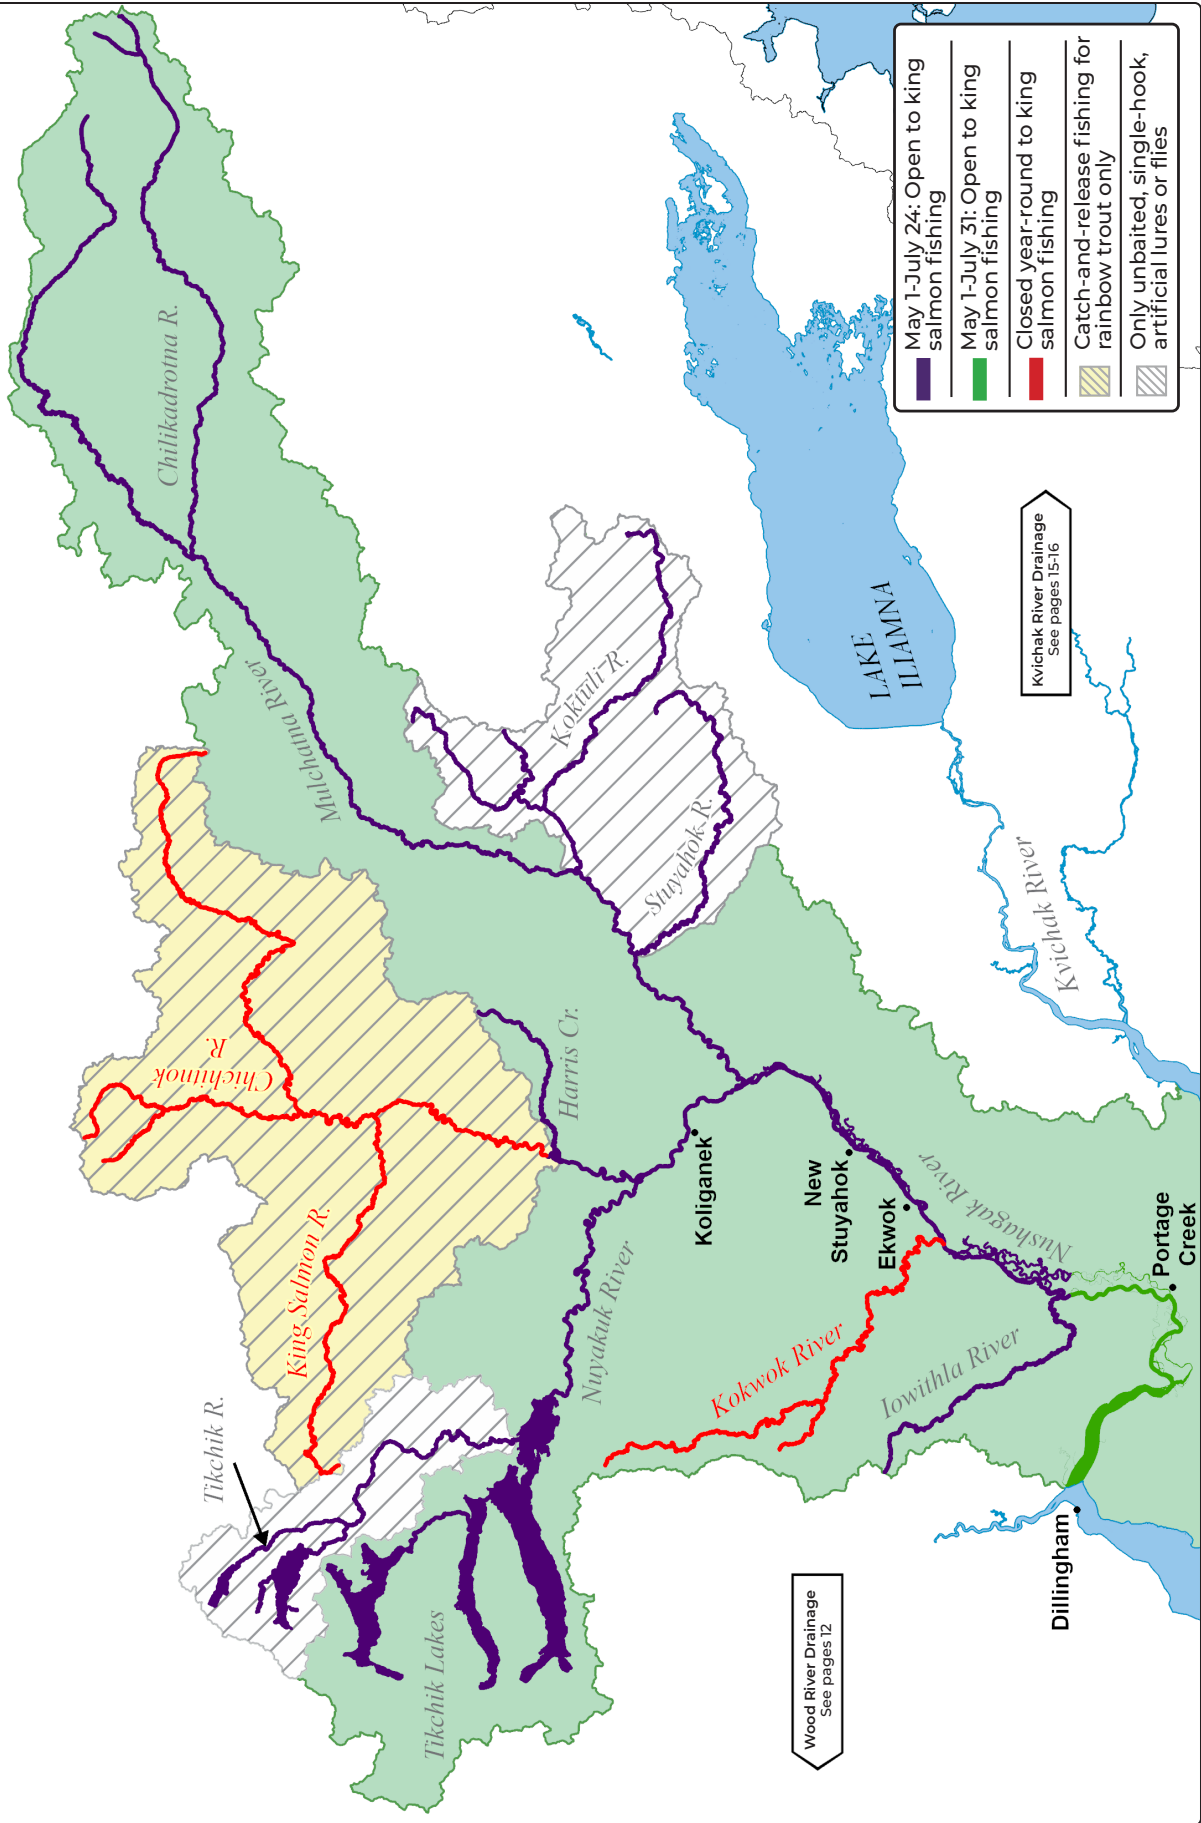 Chilikadrotna R.
Mulchatna River
Koktuli R.
Stuyahok R.
Chichitnok
R.
Harris Cr.
King Salmon R.
Tikchik R.
Nuyakuk River
Tikchik Lakes
Koliganek
New
Stuyahok
Ekwok
Nushagak River
Kokwok River
Iowithla River
Portage
Creek
Dillingham
LAKE
ILIAMNA
Kvichak River
Kvichak River Drainage
See pages 15-16
Wood River Drainage
See pages 12
May 1-July 24: Open to king
salmon fishing
May 1-July 31: Open to king
salmon fishing
Closed year-round to king
salmon fishing
Catch-and-release fishing for
rainbow trout only
Only unbaited, single-hook,
artificial lures or flies